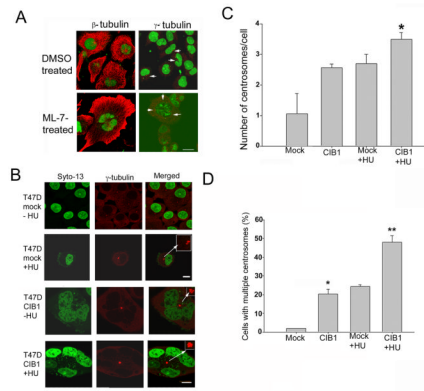 A
β- tubulin
γ- tubulin
DMSO
treated
ML-7-
treated
B
Syto-13
γ-tubulin
Merged
T47D
mock
- HU
T47D
mock
+HU
T47D
CIB1
-HU
T47D
CIB1
+HU
C
Number of centrosomes/cell
5
4
3
2
1
0
*
Mock
CIB1
Mock
+HU
CIB1
+HU
D
Cells with multiple centrosomes (%)
60
50
40
30
20
10
0
*
**
Mock
CIB1
Mock
+HU
CIB1
+HU